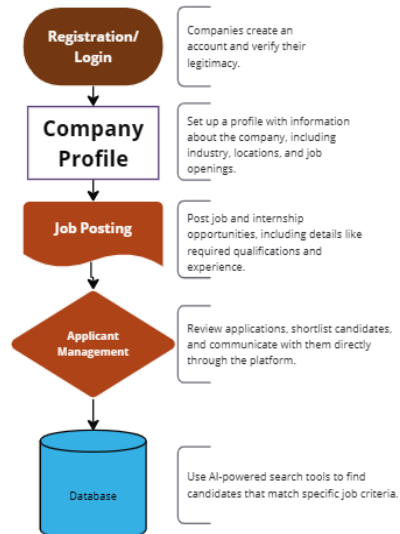 Registration/
Login
Companies create an
account and verify their
legitimacy.
Company
Profile
Set up a profile with information
about the company, including
industry, locations, and job
openings.
Job Posting
Post job and internship
opportunities, including details like
required qualifications and
experience.
Applicant
Management
Review applications, shortlist candidates,
and communicate with them directly
through the platform.
Database
Use AI-powered search tools to find
candidates that match specific job criteria.